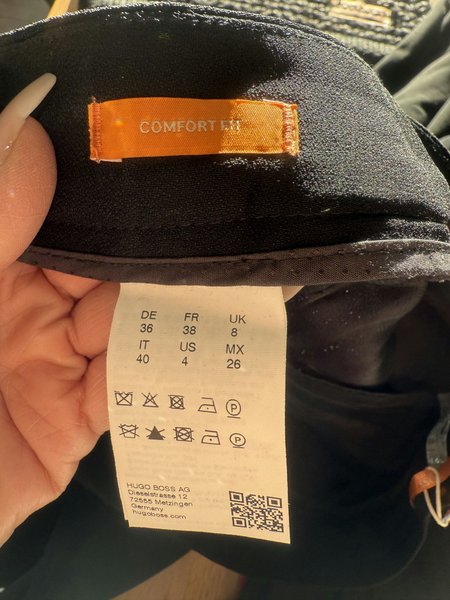 COMFORT FIT
DE FR UK
36 38 8
IT US MX
40 4 26
P
P
HUGO BOSS AG
Dieselstrasse 12
72555 Metzingen
Germany
hugoboss.com